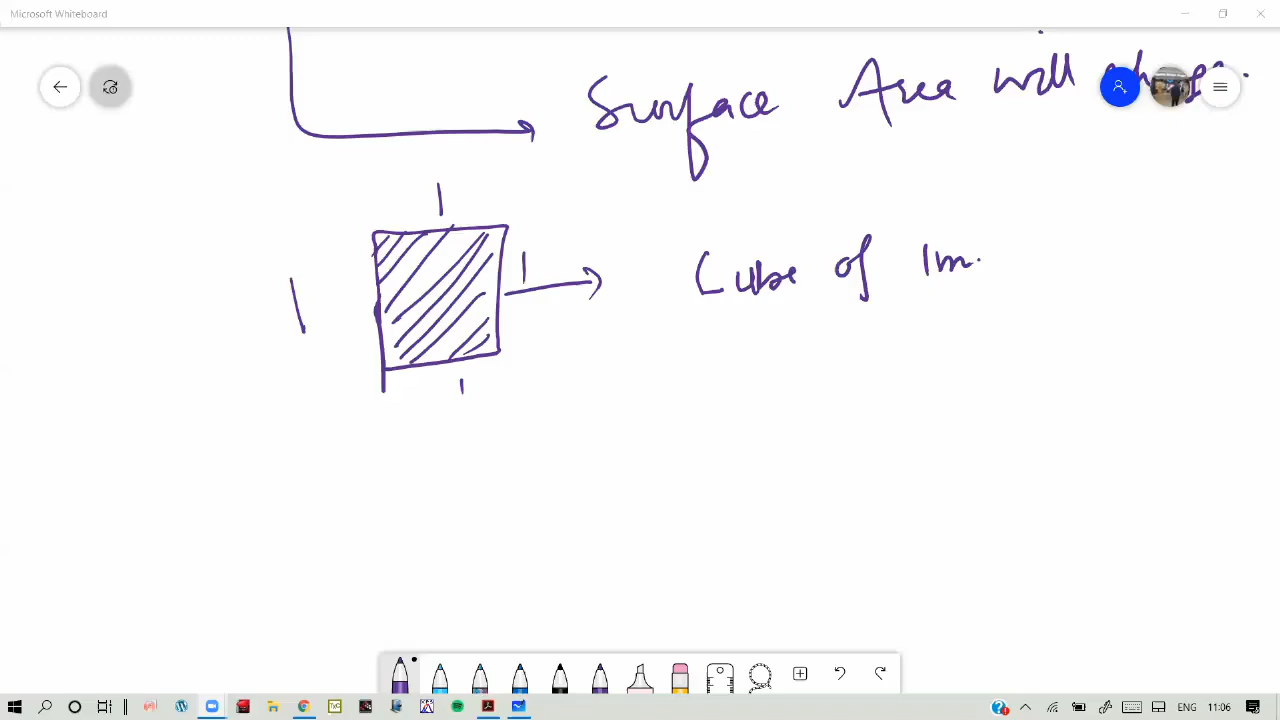 Microsoft Whiteboard
Surface Area will
1
1
1
Cube of 1m.
1
ENG
11:06